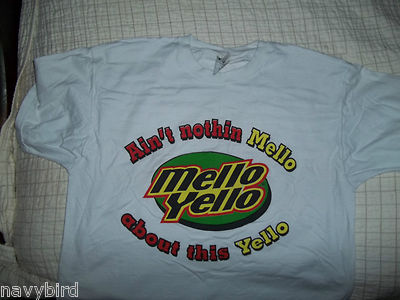 Ain't nothin Mello
mello
Yello
about this Yello
navybird